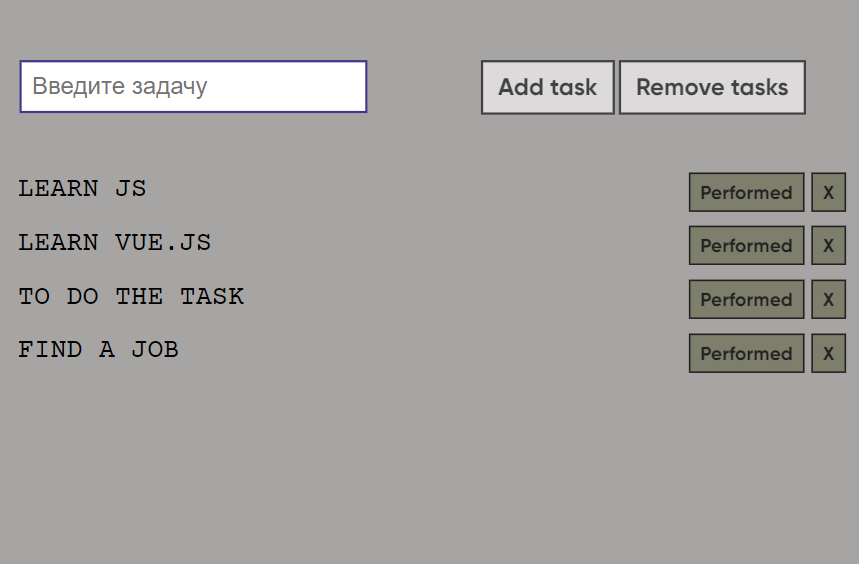 Введите задачу Add task Remove tasks
LEARN JS Performed X
LEARN VUE.JS Performed X
TO DO THE TASK Performed X
FIND A JOB Performed X